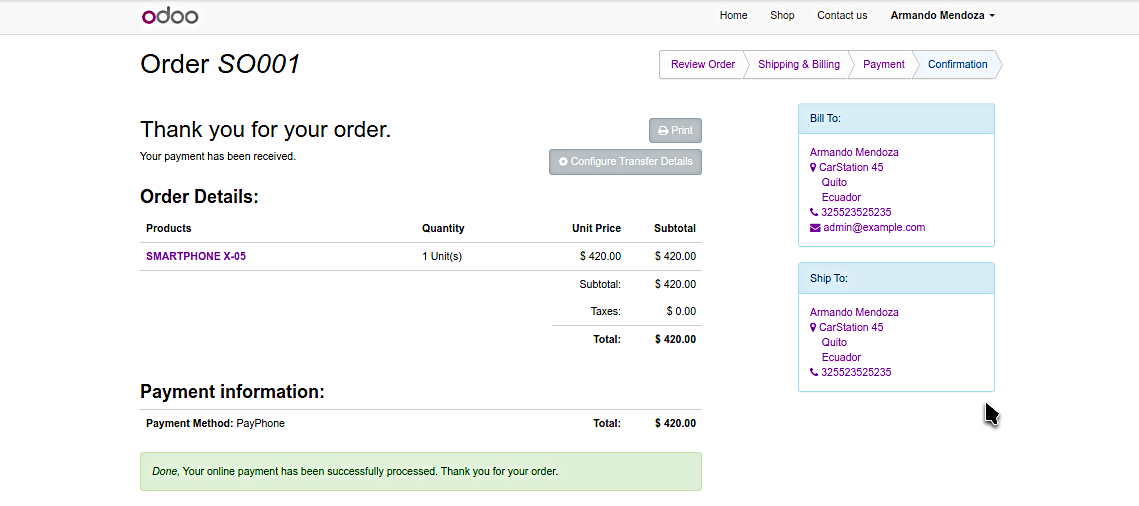 odoo
Home Shop Contact us Armando Mendoza
Order SO001
Review Order Shipping & Billing Payment Confirmation
Thank you for your order.
Print
Your payment has been received.
Configure Transfer Details
Order Details:
Products Quantity Unit Price Subtotal
SMARTPHONE X-05 1 Unit(s) $ 420.00 $ 420.00
Subtotal: $ 420.00
Taxes: $ 0.00
Total: $ 420.00
Payment information:
Payment Method: PayPhone Total: $ 420.00
Done, Your online payment has been successfully processed. Thank you for your order.
Bill To:
Armando Mendoza
CarStation 45
Quito
Ecuador
325523525235
admin@example.com
Ship To:
Armando Mendoza
CarStation 45
Quito
Ecuador
325523525235